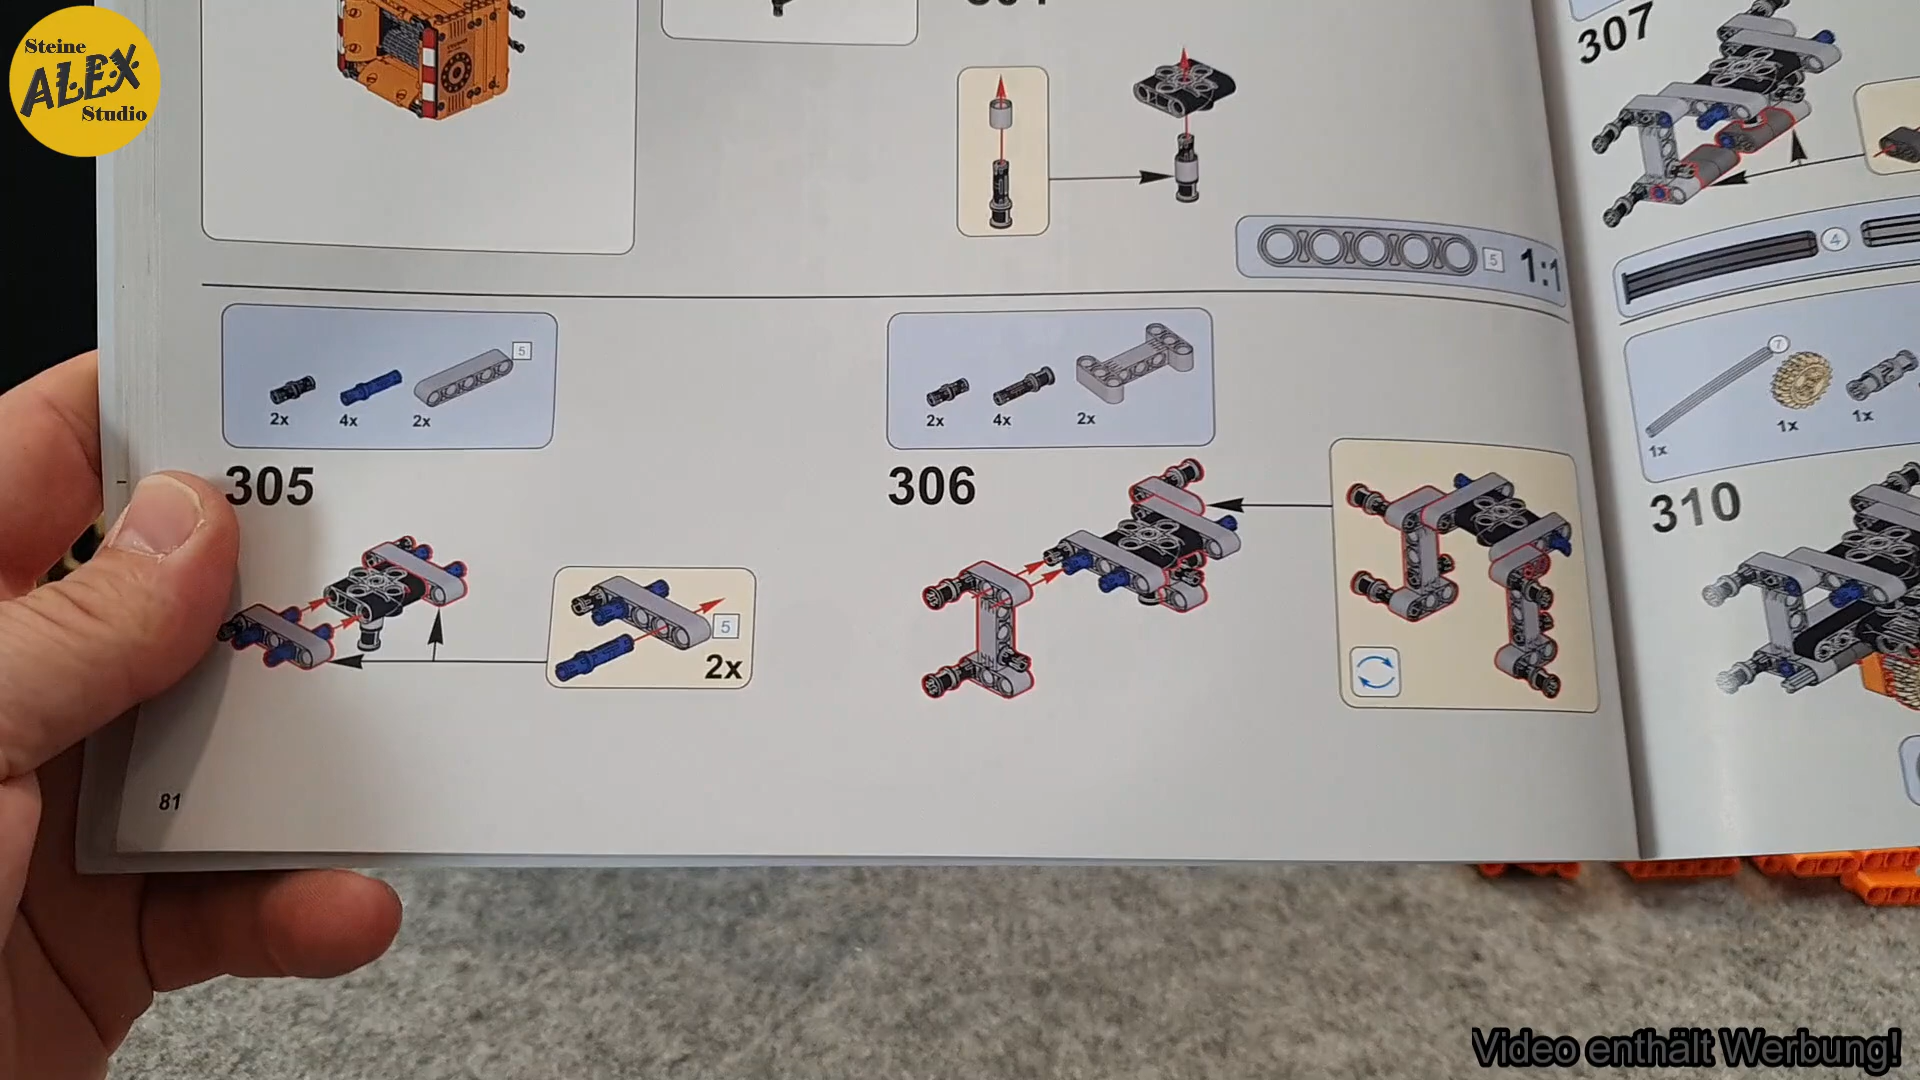 Steine
ALEX
Studio
5
1:1
5
2x
4x
2x
305
5
2x
2x
4x
2x
306
81
307
4
7
1x
1x
1x
310
Video enthält Werbung!